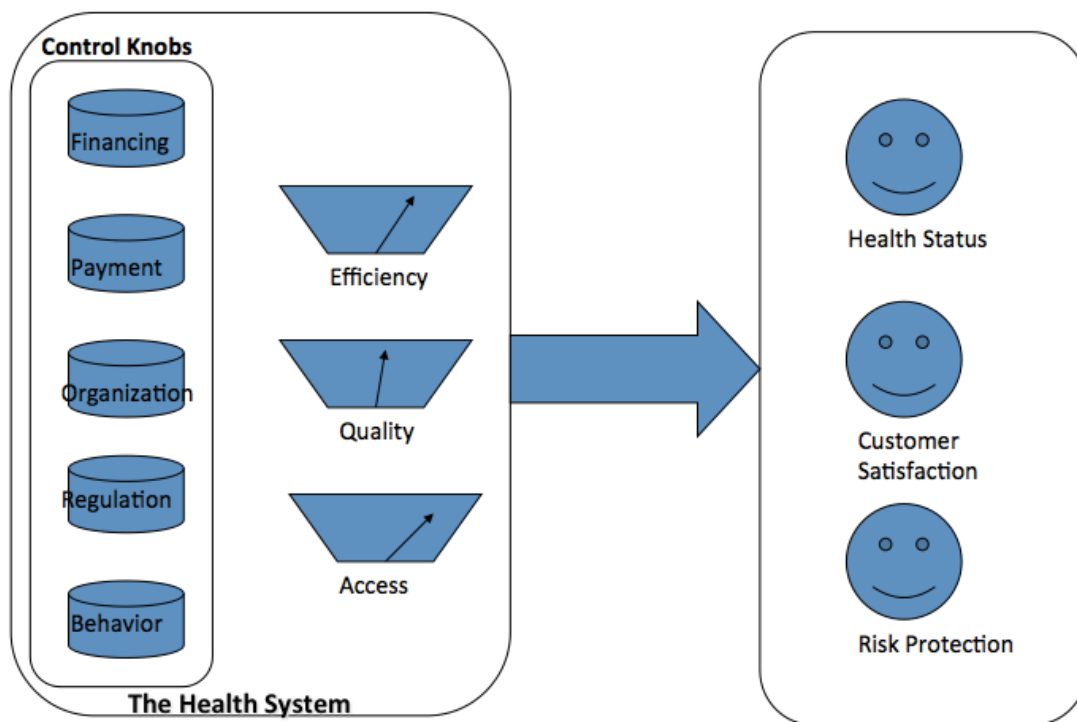 Control Knobs
Financing
Payment
Organization
Regulation
Behavior
Efficiency
Quality
Access
The Health System
Health Status
Customer
Satisfaction
Risk Protection